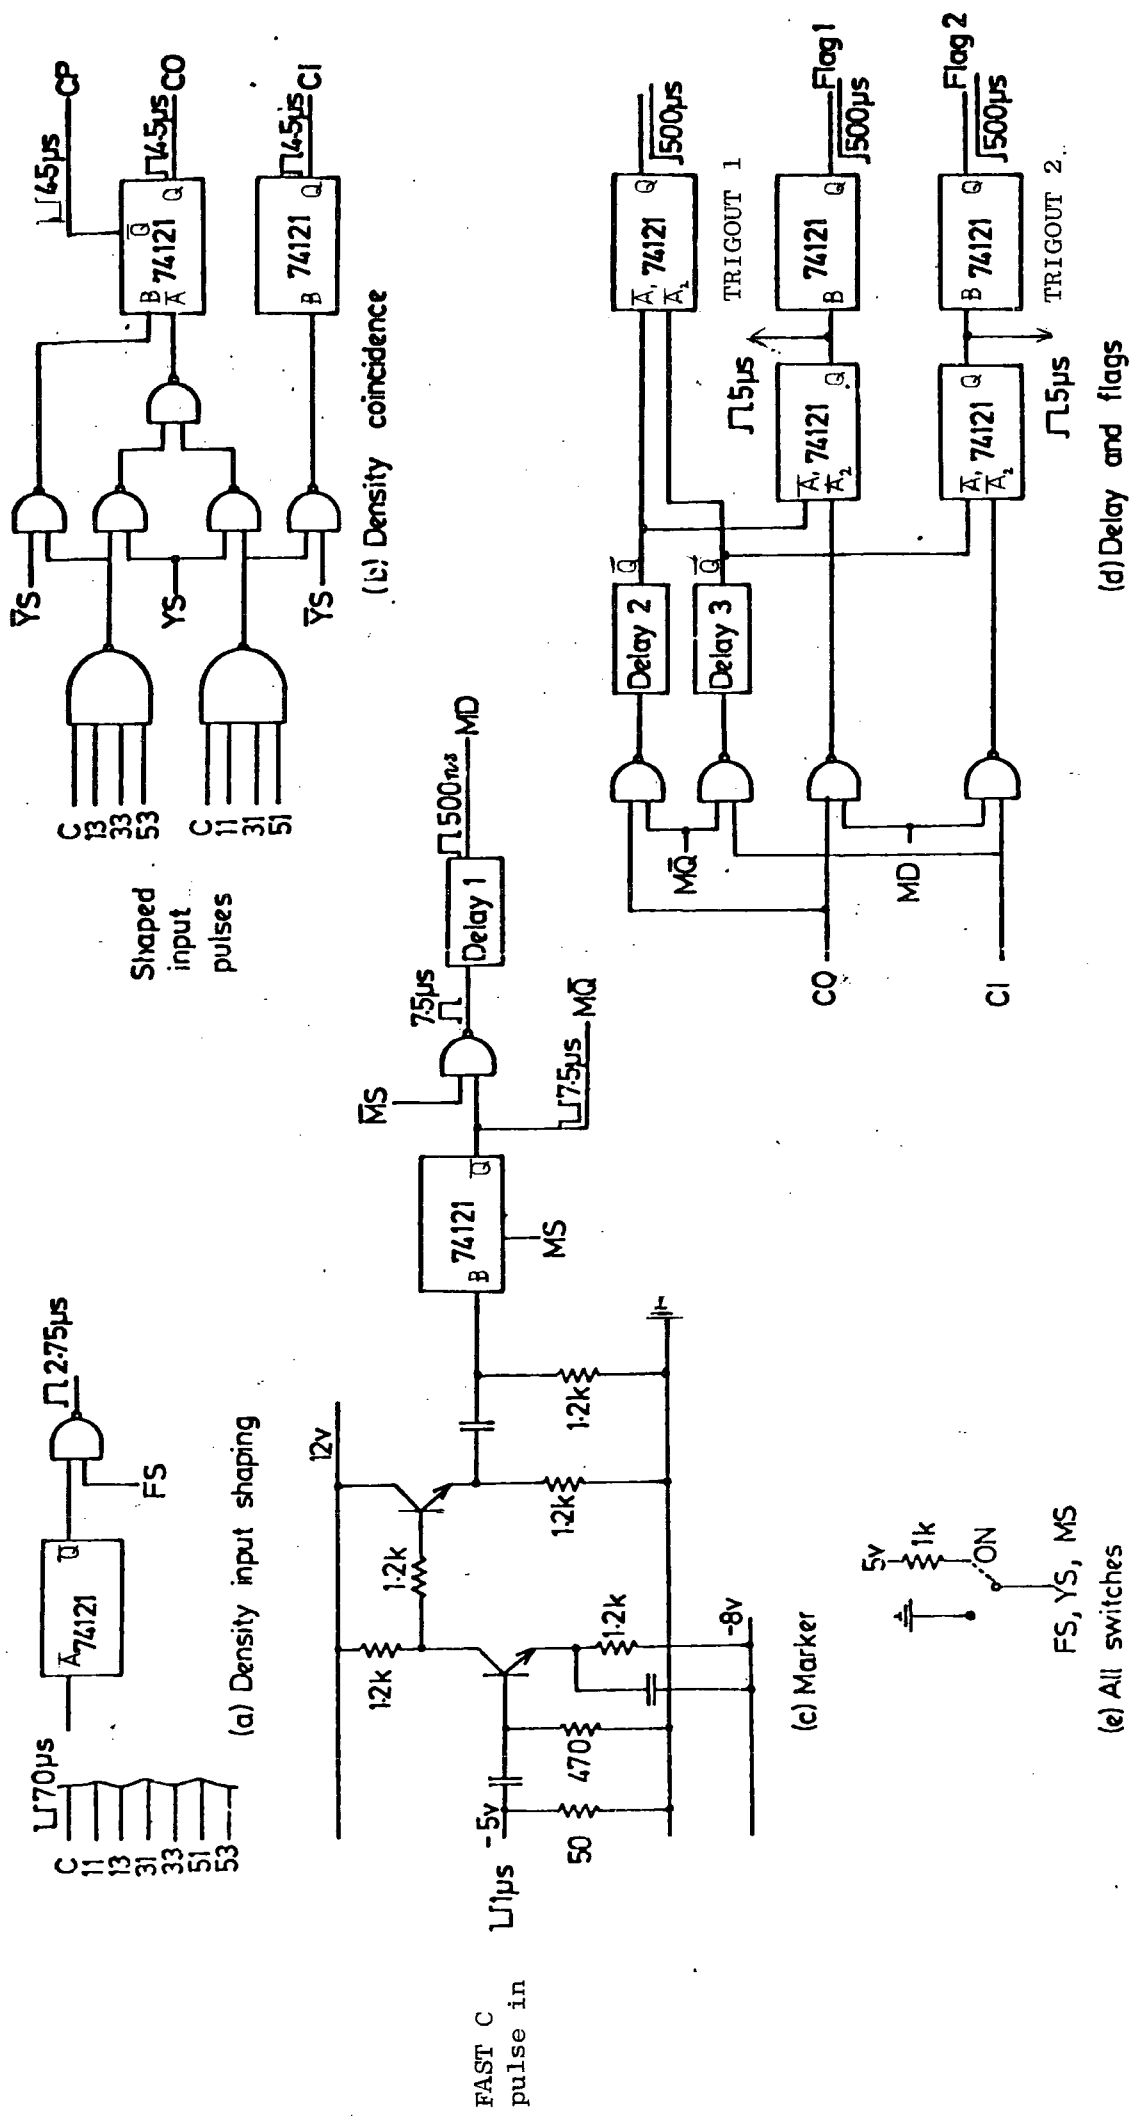 ⊔70μs
C
11
13
31
33
51
53
A̅ 74121 Q̅
FS
⊓2·75μs
(a) Density input shaping
Shaped
input
pulses
C
13
33
53
C
11
31
51
Y̅S
YS
Y̅S
B
A̅ 74121
Q̅
Q
⊔45μs CP
⊓4·5μs CO
B 74121 Q
⊓4·5μs CI
(b) Density coincidence
FAST C
pulse in
⊔1μs
-5v
50
470
12v
1·2k
1·2k
1·2k
1·2k
1·2k
-8v
B 74121 Q̅
MS
M̅S
7·5μs
⊔7·5μs MQ̅
Delay 1
⊓500ns MD
(c) Marker
CO
CI
MQ̅
MD
Delay 2 Q̅
Delay 3 Q̅
A̅₁ 74121 Q
A̅₂
500μs
TRIGOUT 1
A̅₁ 74121 Q
A̅₂
⊓5μs
B 74121 Q
Flag 1
500μs
A̅₁ 74121 Q
A̅₂
⊓5μs
B 74121 Q
Flag 2
500μs
TRIGOUT 2
(d) Delay and flags
5v
1k
ON
FS, YS, MS
(e) All switches